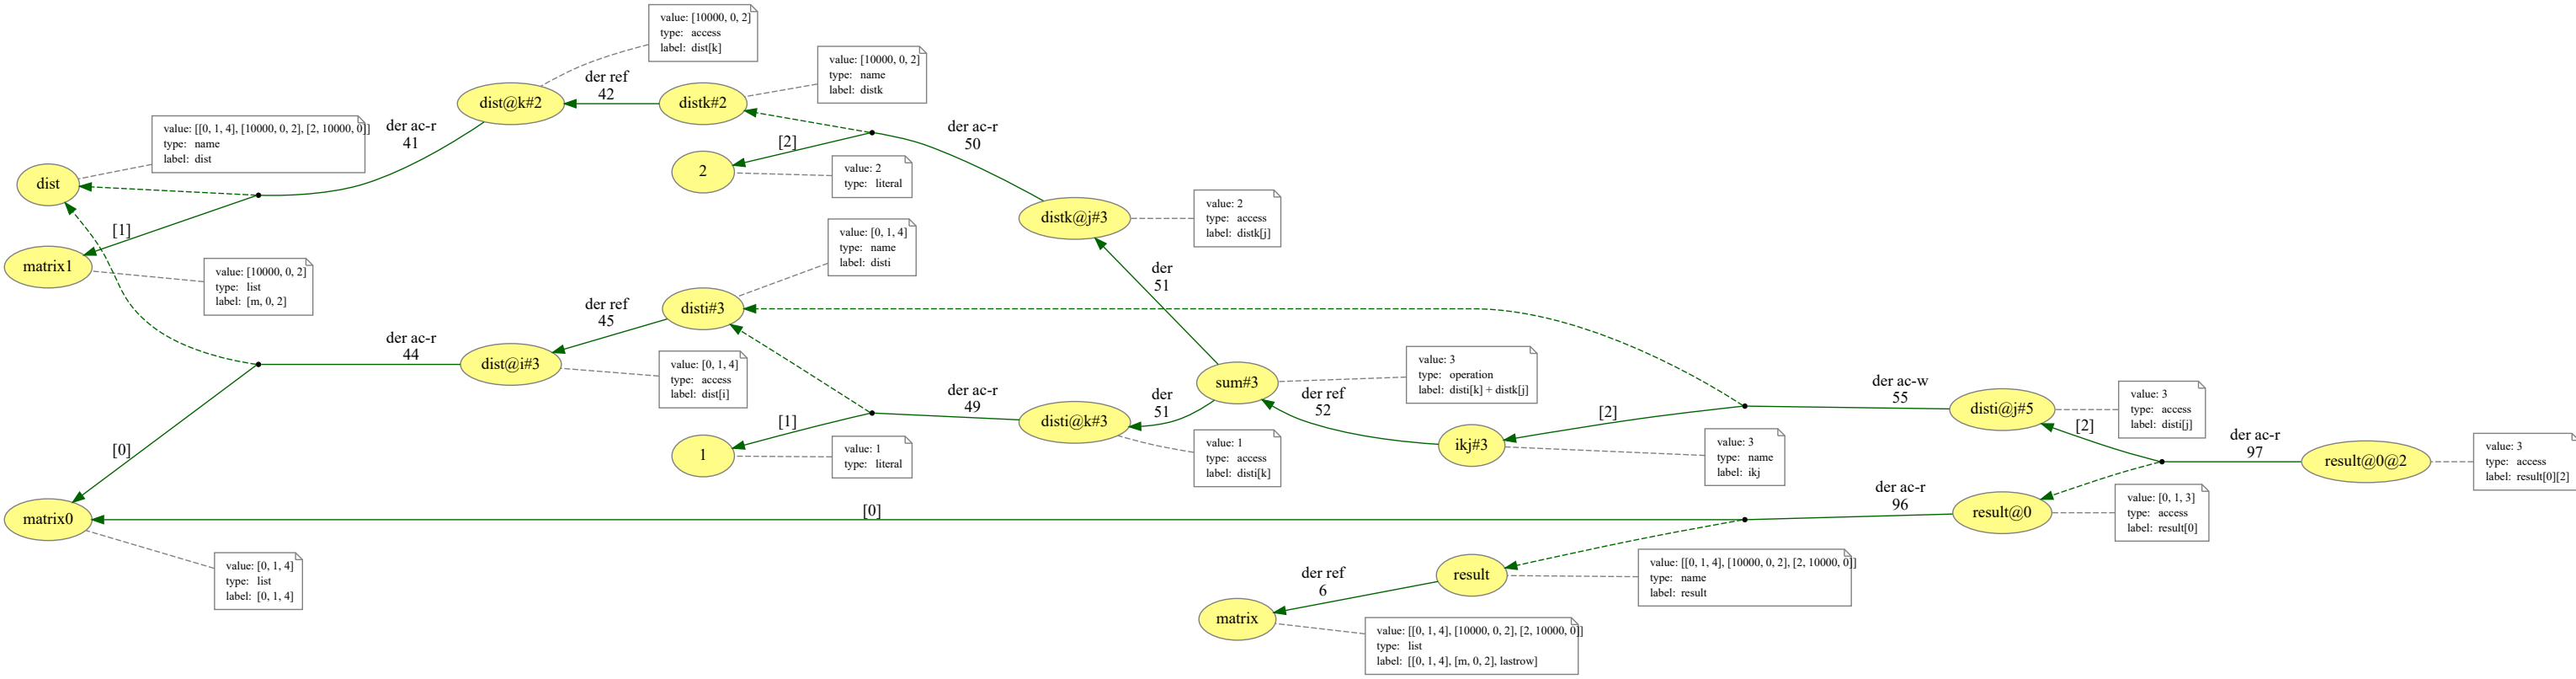 value: [10000, 0, 2]
type: access
label: dist[k]
value: [10000, 0, 2]
type: name
label: distk
der ref
42
dist@k#2
distk#2
value: [[0, 1, 4], [10000, 0, 2], [2, 10000, 0]]
type: name
label: dist
der ac-r
41
der ac-r
50
[2]
dist
2
value: 2
type: literal
distk@j#3
value: 2
type: access
label: distk[j]
[1]
matrix1
value: [10000, 0, 2]
type: list
label: [m, 0, 2]
value: [0, 1, 4]
type: name
label: disti
der
51
der ref
45
disti#3
der ac-r
44
dist@i#3
value: [0, 1, 4]
type: access
label: dist[i]
value: 3
type: operation
label: disti[k] + distk[j]
sum#3
der ref
52
der
51
der ac-r
49
[1]
disti@k#3
[2]
der ac-w
55
disti@j#5
value: 3
type: access
label: disti[j]
[0]
1
value: 1
type: literal
value: 1
type: access
label: disti[k]
ikj#3
value: 3
type: name
label: ikj
[2]
der ac-r
97
result@0@2
value: 3
type: access
label: result[0][2]
matrix0
[0]
der ac-r
96
result@0
value: [0, 1, 3]
type: access
label: result[0]
value: [0, 1, 4]
type: list
label: [0, 1, 4]
der ref
6
result
value: [[0, 1, 4], [10000, 0, 2], [2, 10000, 0]]
type: name
label: result
matrix
value: [[0, 1, 4], [10000, 0, 2], [2, 10000, 0]]
type: list
label: [[0, 1, 4], [m, 0, 2], lastrow]